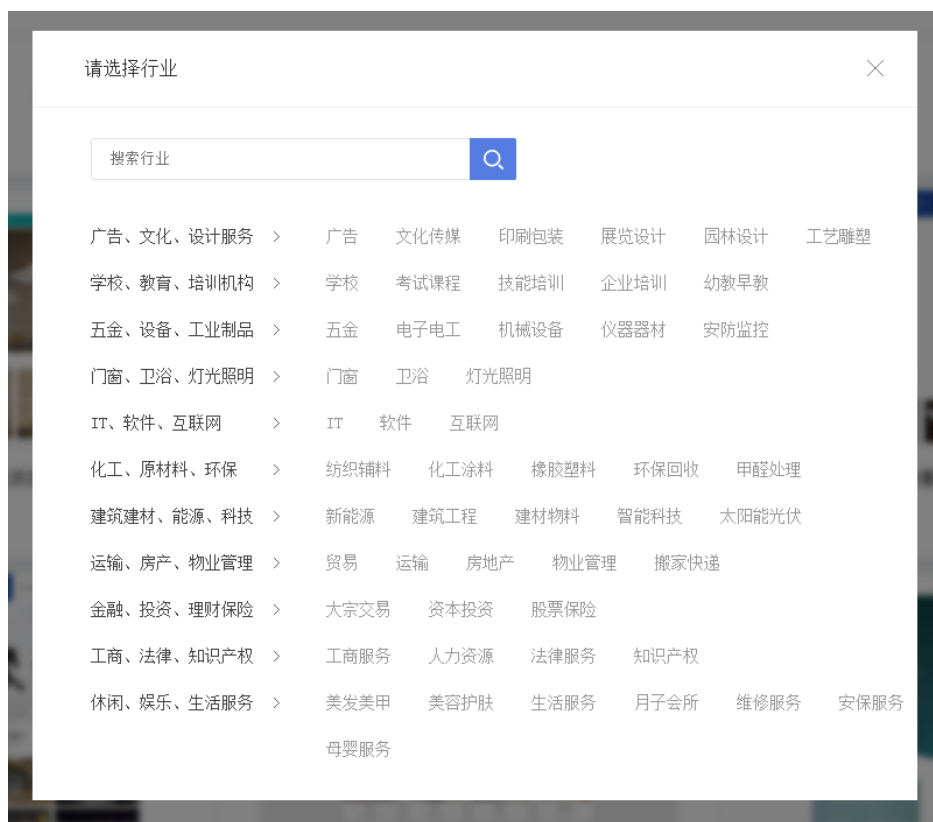 请选择行业
搜索行业
广告、文化、设计服务 > 广告 文化传媒 印刷包装 展览设计 园林设计 工艺雕塑
学校、教育、培训机构 > 学校 考试课程 技能培训 企业培训 幼教早教
五金、设备、工业制品 > 五金 电子电工 机械设备 仪器器材 安防监控
门窗、卫浴、灯光照明 > 门窗 卫浴 灯光照明
IT、软件、互联网 > IT 软件 互联网
化工、原材料、环保 > 纺织辅料 化工涂料 橡胶塑料 环保回收 甲醛处理
建筑建材、能源、科技 > 新能源 建筑工程 建材物料 智能科技 太阳能光伏
运输、房产、物业管理 > 贸易 运输 房地产 物业管理 搬家快递
金融、投资、理财保险 > 大宗交易 资本投资 股票保险
工商、法律、知识产权 > 工商服务 人力资源 法律服务 知识产权
休闲、娱乐、生活服务 > 美发美甲 美容护肤 生活服务 月子会所 维修服务 安保服务
母婴服务